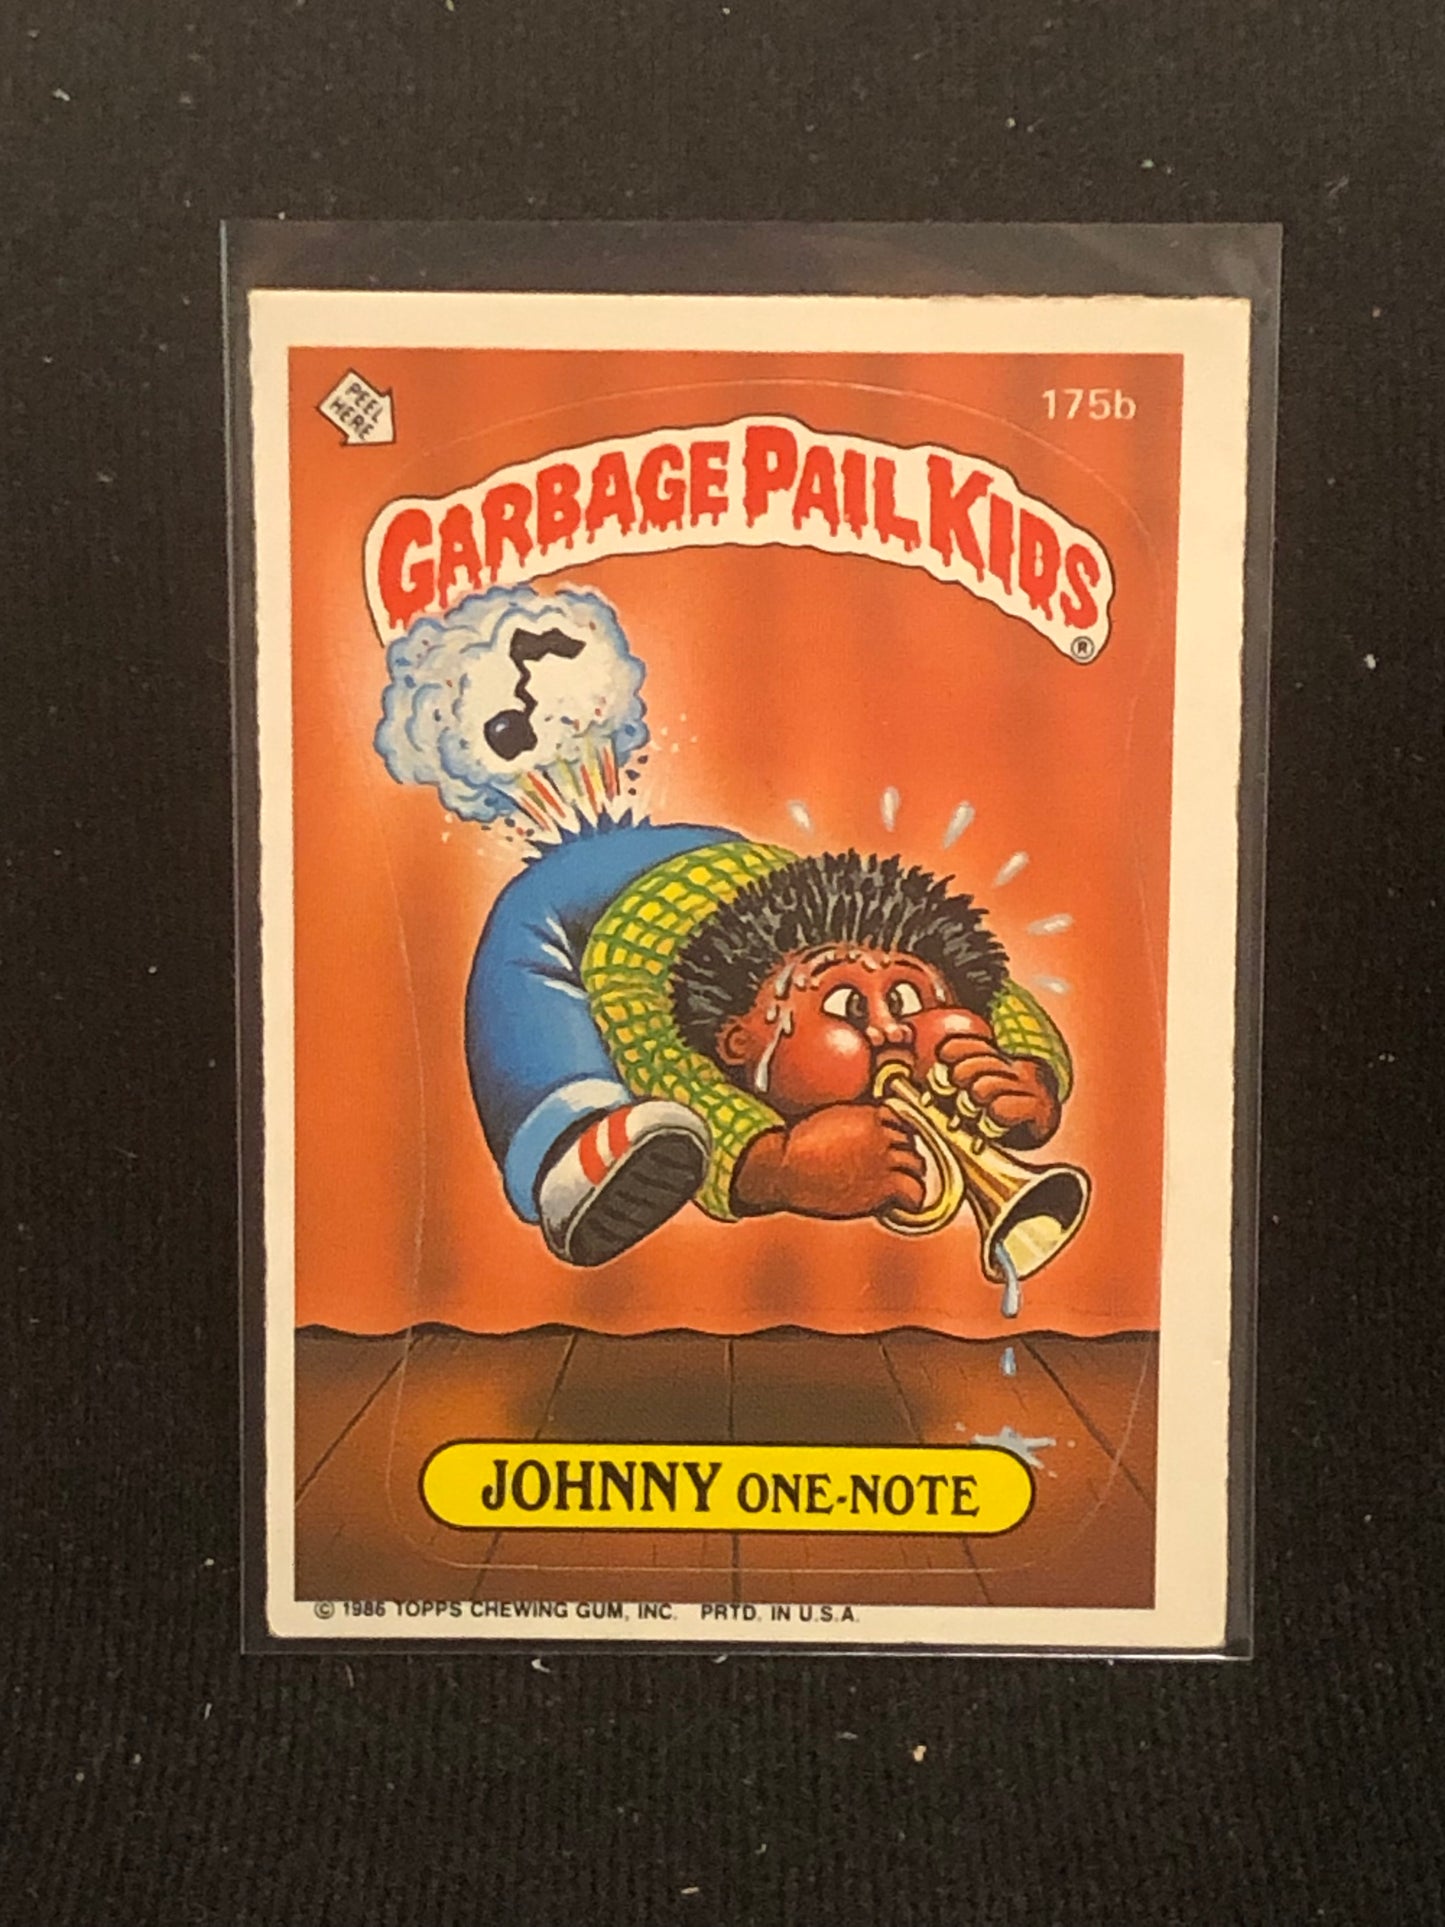 PEEL
HERE
175b
GARBAGE PAIL KIDS
®
JOHNNY ONE-NOTE
© 1986 TOPPS CHEWING GUM, INC. PRTD. IN U.S.A.